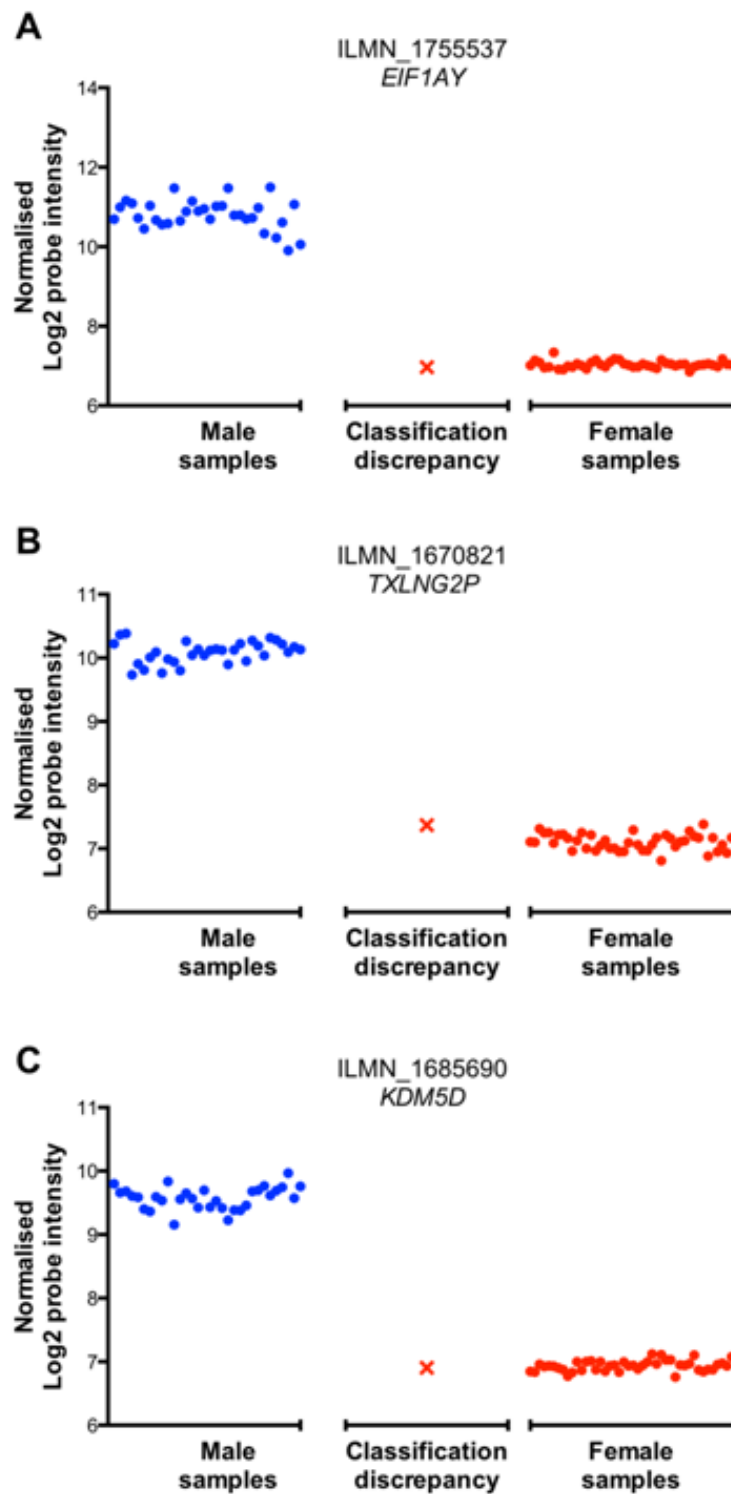 A
ILMN_1755537
EIF1AY
14
12
10
8
6
Normalised
Log2 probe intensity
Male
samples
Classification
discrepancy
Female
samples
B
ILMN_1670821
TXLNG2P
11
10
9
8
7
6
Normalised
Log2 probe intensity
Male
samples
Classification
discrepancy
Female
samples
C
ILMN_1685690
KDM5D
11
10
9
8
7
6
Normalised
Log2 probe intensity
Male
samples
Classification
discrepancy
Female
samples